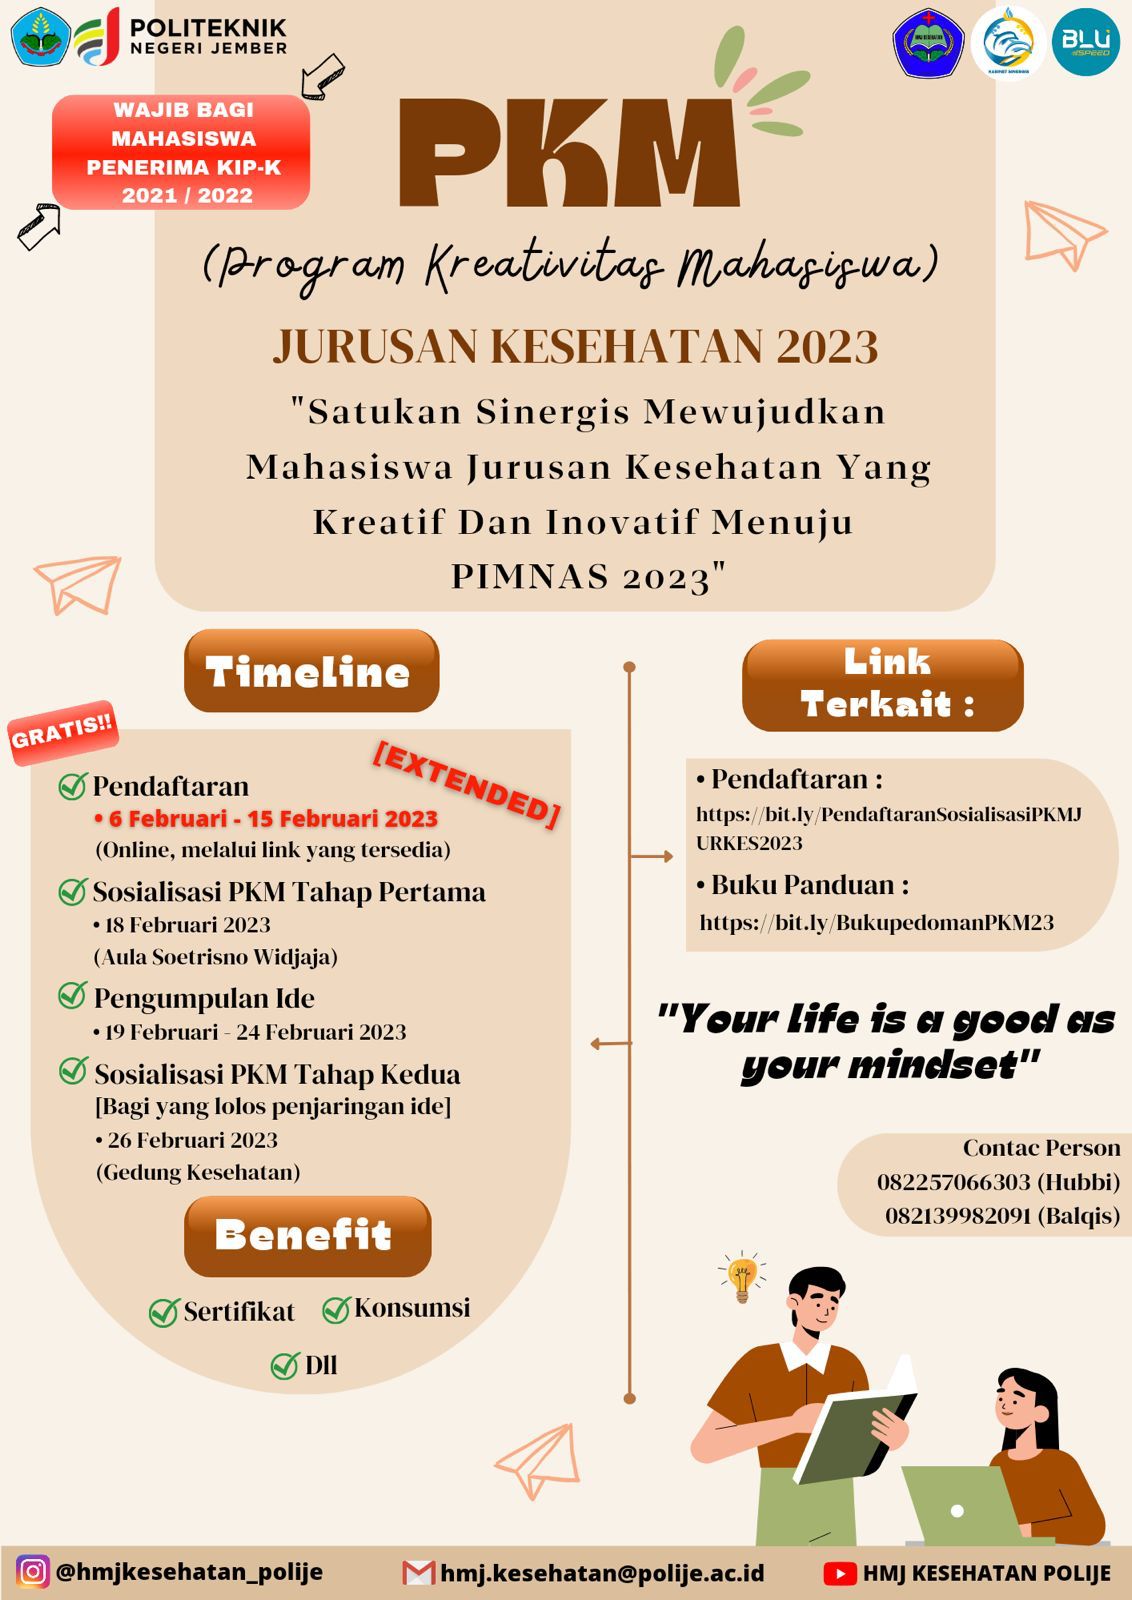 POLITEKNIK
NEGERI JEMBER
BLU
SPEED
WAJIB BAGI
MAHASISWA
PENERIMA KIP-K
2021 / 2022
PKM
(Program Kreativitas Mahasiswa)
JURUSAN KESEHATAN 2023
"Satukan Sinergis Mewujudkan
Mahasiswa Jurusan Kesehatan Yang
Kreatif Dan Inovatif Menuju
PIMNAS 2023"
Timeline
GRATIS!!
[EXTENDED]
Pendaftaran
• 6 Februari - 15 Februari 2023
(Online, melalui link yang tersedia)
Sosialisasi PKM Tahap Pertama
• 18 Februari 2023
(Aula Soetrisno Widjaja)
Pengumpulan Ide
• 19 Februari - 24 Februari 2023
Sosialisasi PKM Tahap Kedua
[Bagi yang lolos penjaringan ide]
• 26 Februari 2023
(Gedung Kesehatan)
Benefit
Sertifikat
Konsumsi
Dll
Link
Terkait :
• Pendaftaran :
https://bit.ly/PendaftaranSosialisasiPKMJ
URKES2023
• Buku Panduan :
https://bit.ly/BukupedomanPKM23
"Your life is a good as
your mindset"
Contac Person
082257066303 (Hubbi)
082139982091 (Balqis)
@hmjkesehatan_polije
hmj.kesehatan@polije.ac.id
HMJ KESEHATAN POLIJE